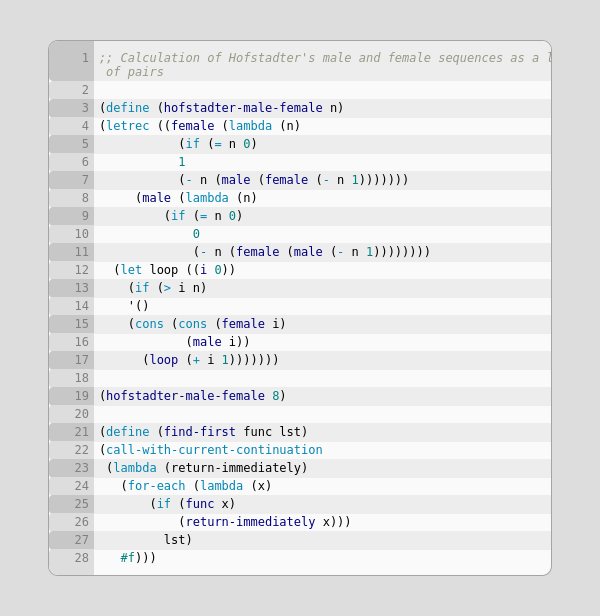 1 ;; Calculation of Hofstadter's male and female sequences as a l
of pairs
2
3 (define (hofstadter-male-female n)
4 (letrec ((female (lambda (n)
5 (if (= n 0)
6 1
7 (- n (male (female (- n 1)))))))
8 (male (lambda (n)
9 (if (= n 0)
10 0
11 (- n (female (male (- n 1))))))))
12 (let loop ((i 0))
13 (if (> i n)
14 '()
15 (cons (cons (female i)
16 (male i))
17 (loop (+ i 1)))))))
18
19 (hofstadter-male-female 8)
20
21 (define (find-first func lst)
22 (call-with-current-continuation
23 (lambda (return-immediately)
24 (for-each (lambda (x)
25 (if (func x)
26 (return-immediately x)))
27 lst)
28 #f)))